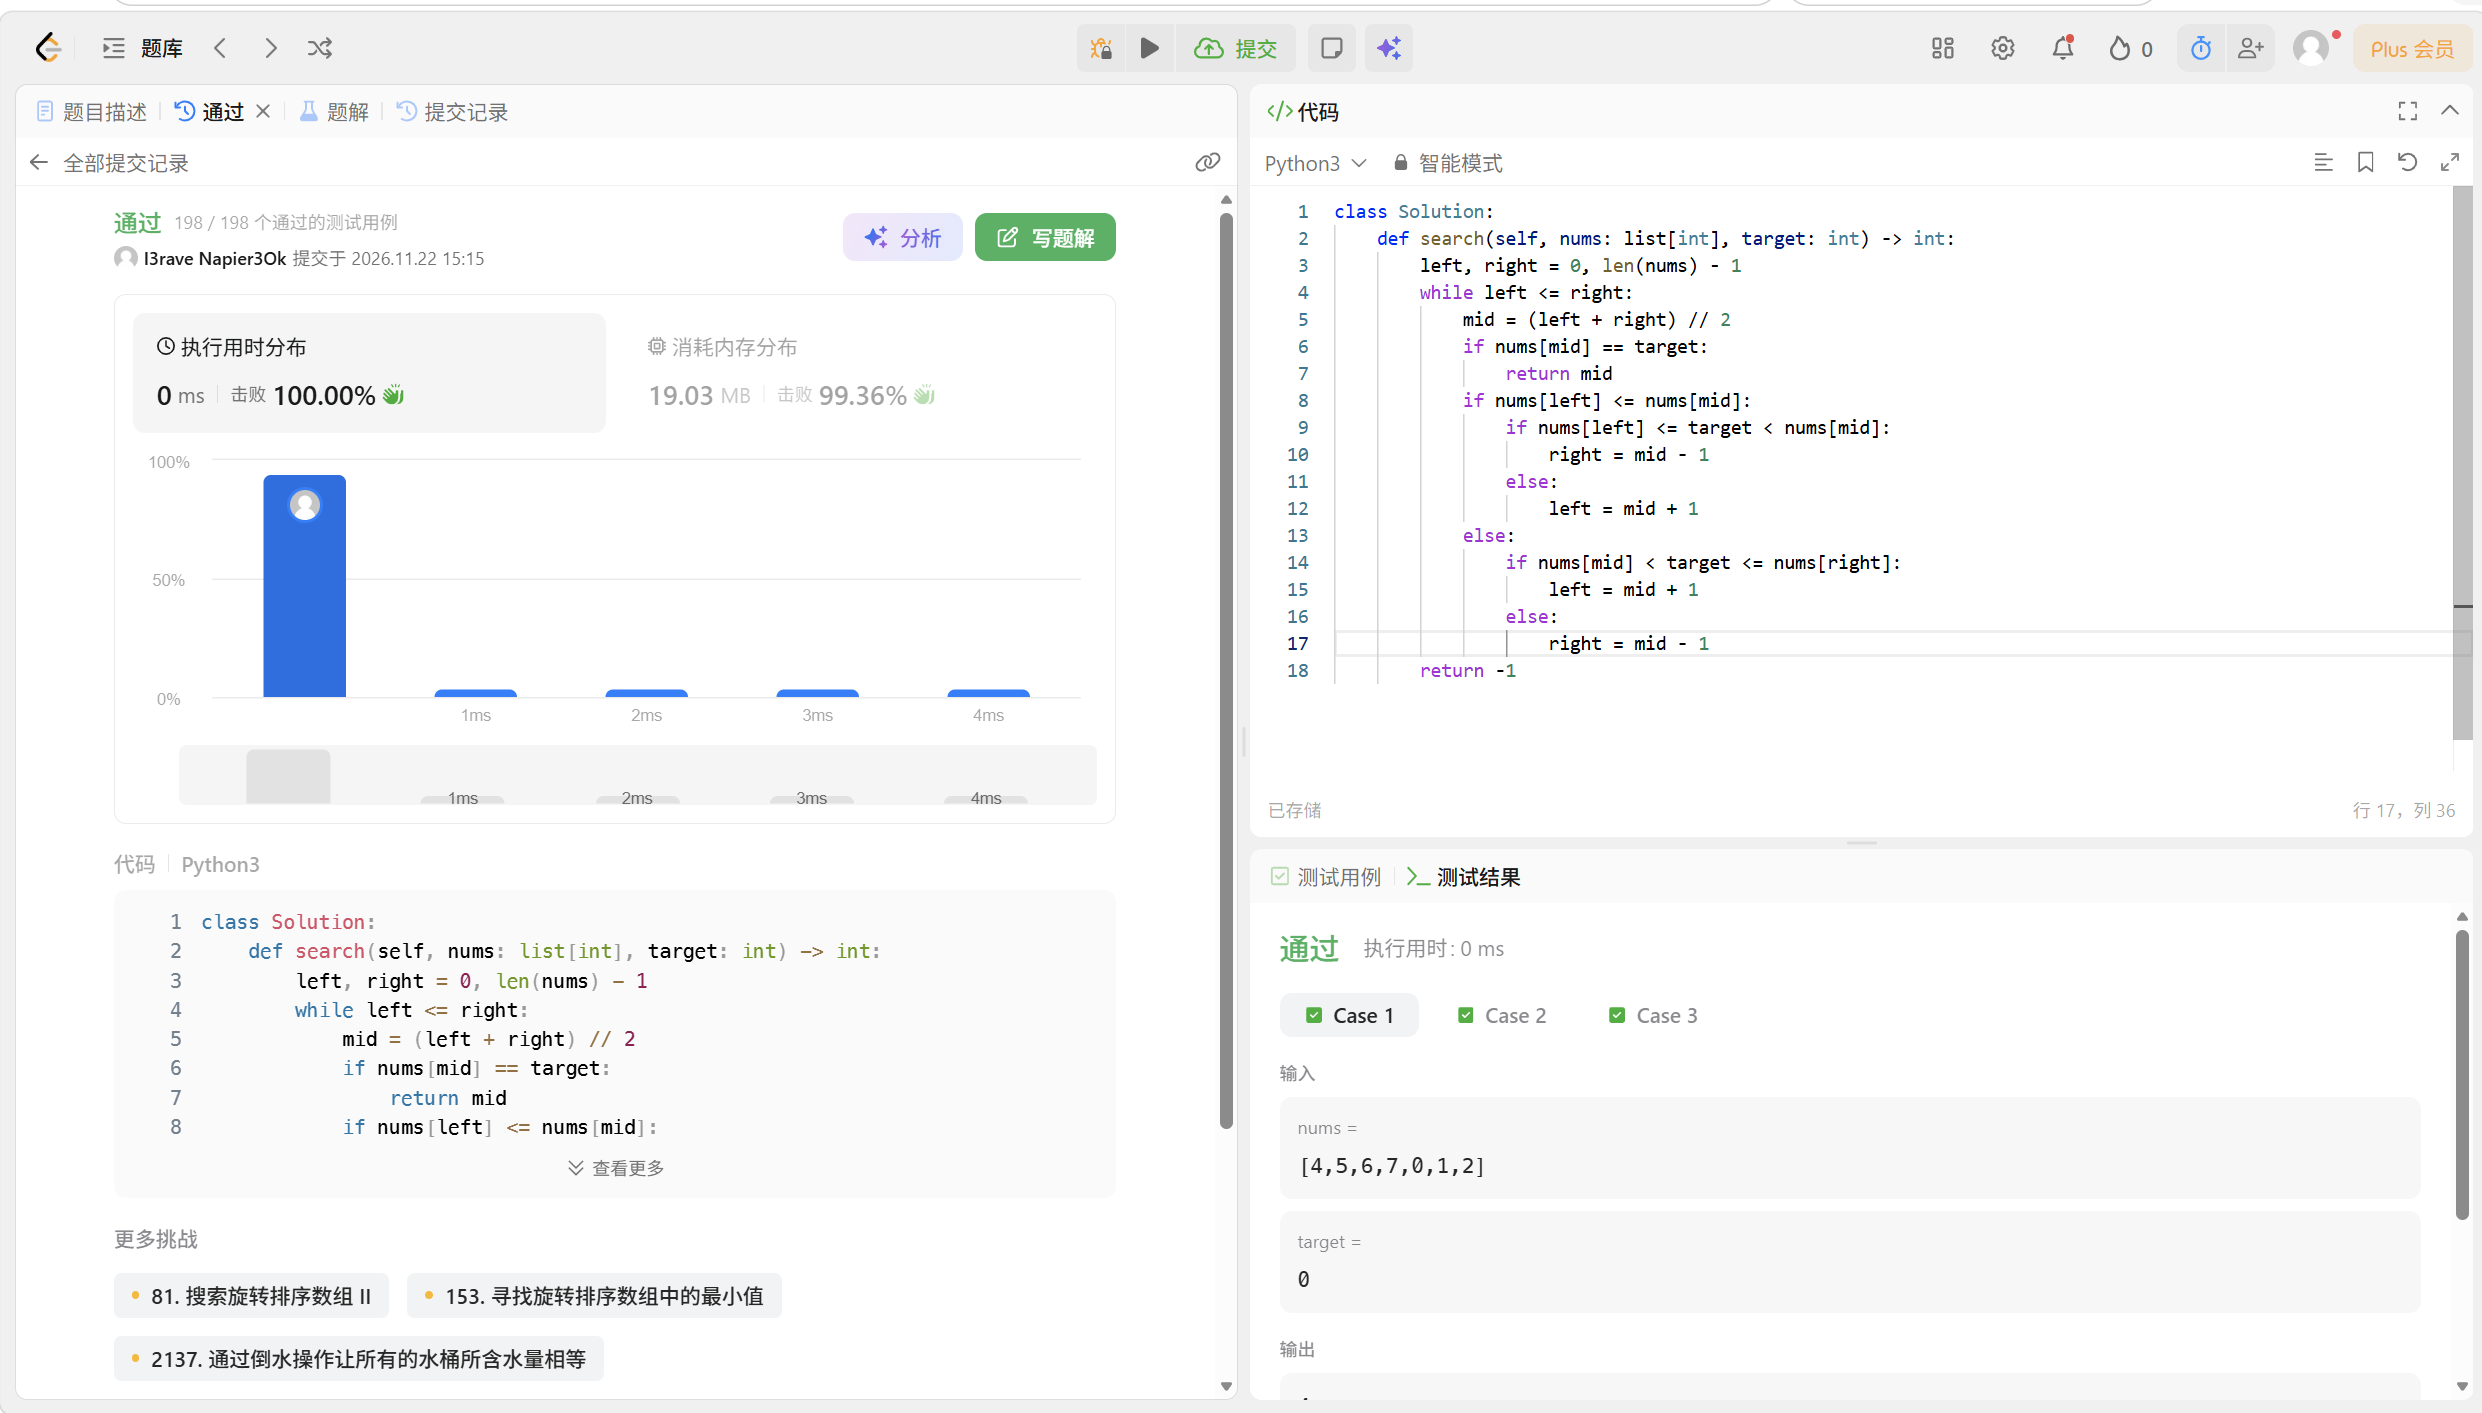 题库
提交
0
Plus 会员
题目描述
通过
题解
提交记录
全部提交记录
通过 198 / 198 个通过的测试用例
l3rave Napier3Ok 提交于 2026.11.22 15:15
分析
写题解
执行用时分布
0 ms 击败 100.00%
消耗内存分布
19.03 MB 击败 99.36%
100%
50%
0%
1ms 2ms 3ms 4ms
1ms 2ms 3ms 4ms
代码 Python3
1 class Solution:
2     def search(self, nums: list[int], target: int) -> int:
3         left, right = 0, len(nums) - 1
4         while left <= right:
5             mid = (left + right) // 2
6             if nums[mid] == target:
7                 return mid
8             if nums[left] <= nums[mid]:
查看更多
更多挑战
81. 搜索旋转排序数组 II
153. 寻找旋转排序数组中的最小值
2137. 通过倒水操作让所有的水桶所含水量相等
</> 代码
Python3 智能模式
1 class Solution:
2     def search(self, nums: list[int], target: int) -> int:
3         left, right = 0, len(nums) - 1
4         while left <= right:
5             mid = (left + right) // 2
6             if nums[mid] == target:
7                 return mid
8             if nums[left] <= nums[mid]:
9                 if nums[left] <= target < nums[mid]:
10                     right = mid - 1
11                 else:
12                     left = mid + 1
13             else:
14                 if nums[mid] < target <= nums[right]:
15                     left = mid + 1
16                 else:
17                     right = mid - 1
18         return -1
已存储
行 17，列 36
测试用例
测试结果
通过 执行用时: 0 ms
Case 1
Case 2
Case 3
输入
nums =
[4,5,6,7,0,1,2]
target =
0
输出